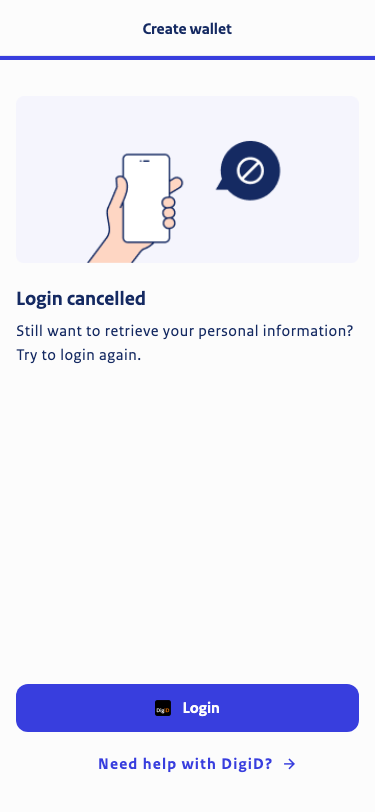 Create wallet
Login cancelled
Still want to retrieve your personal information?
Try to login again.
DigiD Login
Need help with DigiD? →